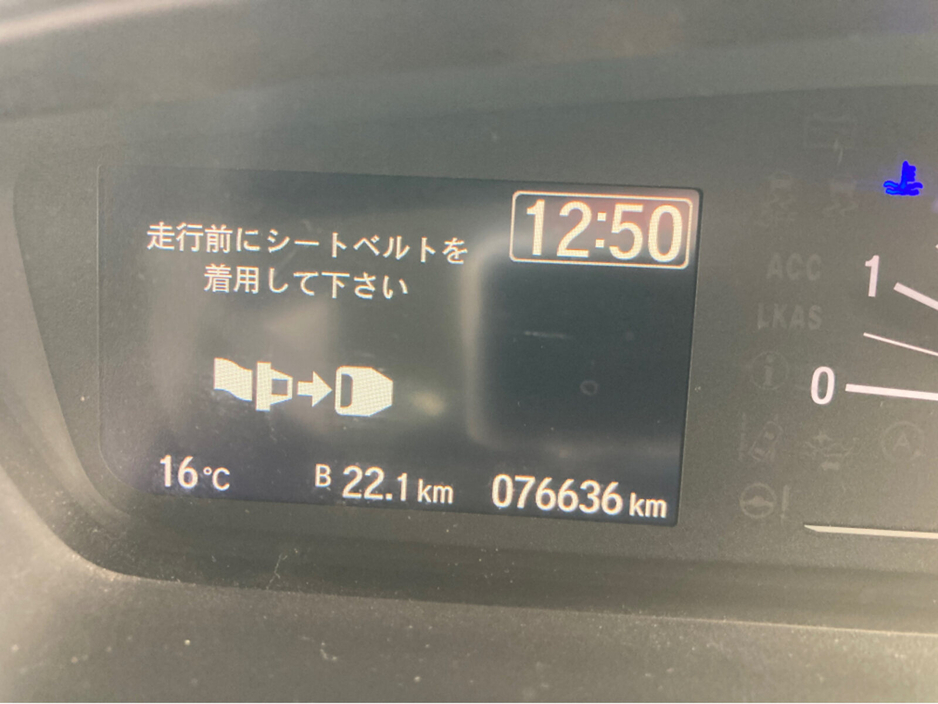 12:50
走行前にシートベルトを
着用して下さい
16℃ B 22.1 km 076636 km
ACC
LKAS
1
0